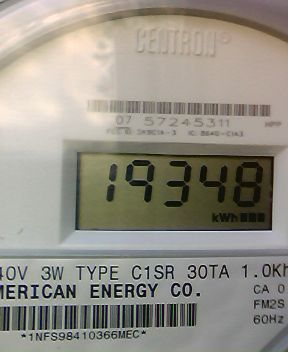 CENTRON®
07 57245311
19348
kWh
40V 3W TYPE C1SR 30TA 1.0Kh
MERICAN ENERGY CO.
CA 0
FM2S
60Hz
*1NFS98410366MEC*